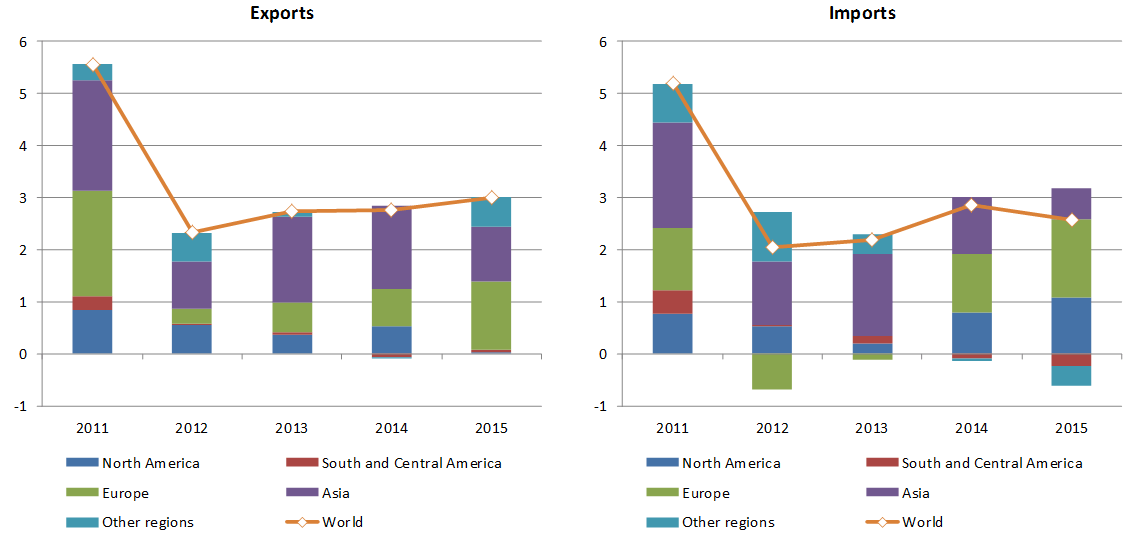 Exports
6
5
4
3
2
1
0
-1
2011 2012 2013 2014 2015
North America South and Central America
Europe Asia
Other regions World
Imports
6
5
4
3
2
1
0
-1
2011 2012 2013 2014 2015
North America South and Central America
Europe Asia
Other regions World